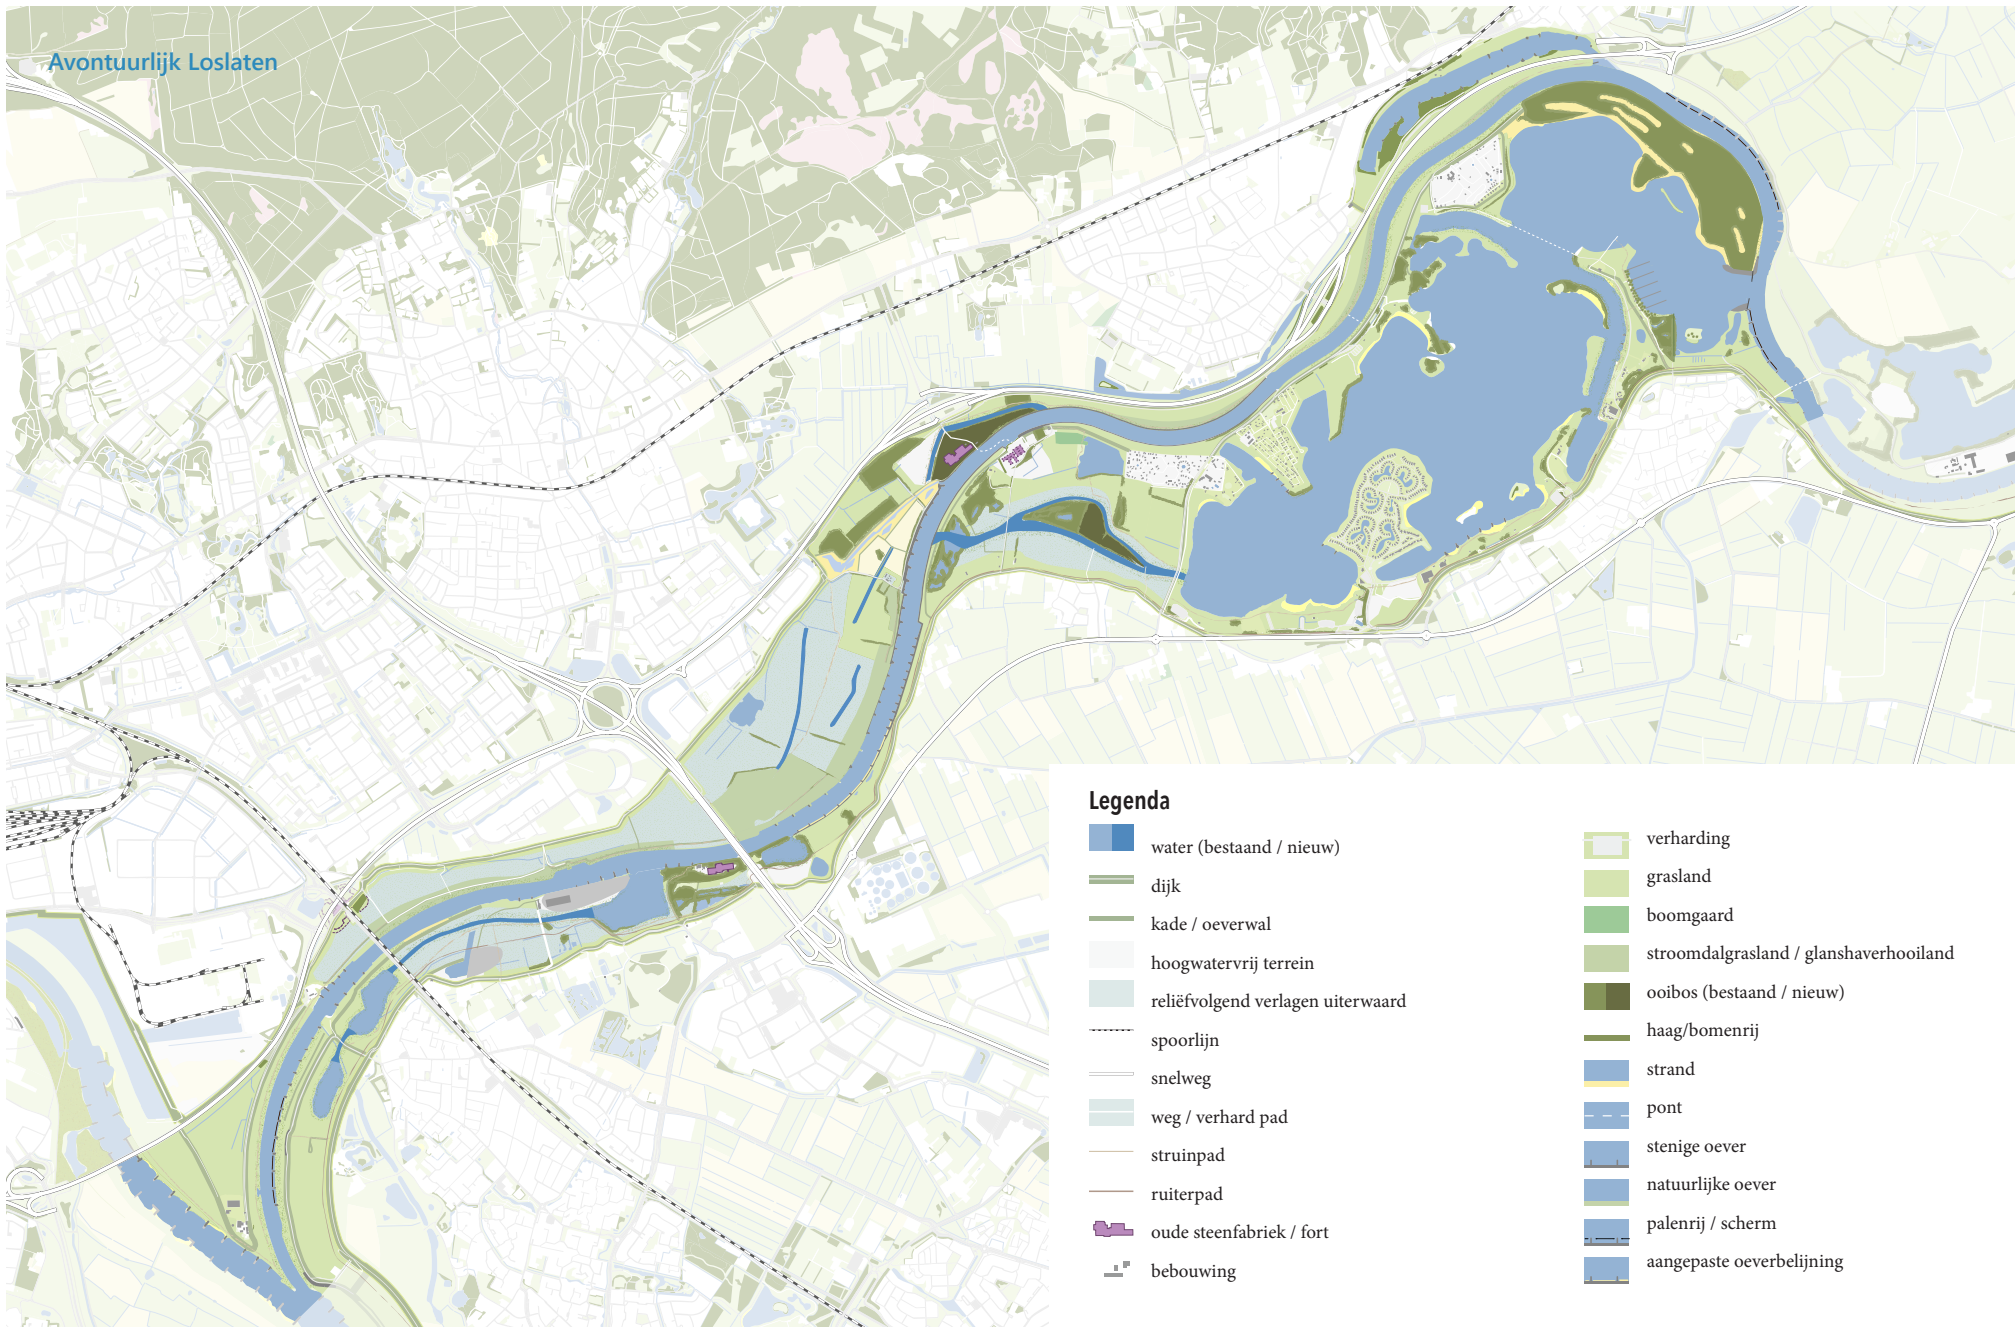 Avontuurlijk Loslaten
Legenda
water (bestaand / nieuw)
dijk
kade / oeverwal
hoogwatervrij terrein
reliëfvolgend verlagen uiterwaard
spoorlijn
snelweg
weg / verhard pad
struinpad
ruiterpad
oude steenfabriek / fort
bebouwing
verharding
grasland
boomgaard
stroomdalgrasland / glanshaverhooiland
ooibos (bestaand / nieuw)
haag/bomenrij
strand
pont
stenige oever
natuurlijke oever
palenrij / scherm
aangepaste oeverbelijning